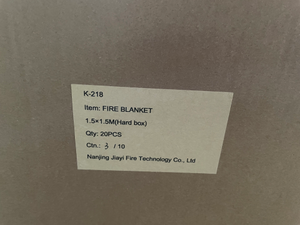 K-218
Item: FIRE BLANKET
1.5×1.5M(Hard box)
Qty: 20PCS
Ctn.: 3 / 10
Nanjing Jiayi Fire Technology Co., Ltd